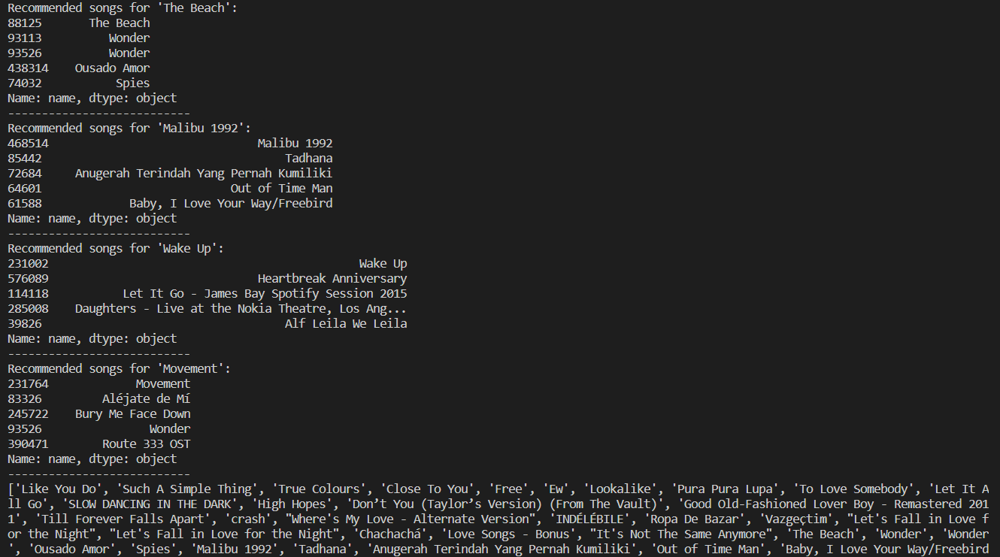 Recommended songs for 'The Beach':
88125       The Beach
93113          Wonder
93526          Wonder
438314    Ousado Amor
74032           Spies
Name: name, dtype: object
---------------------------
Recommended songs for 'Malibu 1992':
468514                               Malibu 1992
85442                                    Tadhana
72684     Anugerah Terindah Yang Pernah Kumiliki
64601                            Out of Time Man
61588             Baby, I Love Your Way/Freebird
Name: name, dtype: object
---------------------------
Recommended songs for 'Wake Up':
231002                                              Wake Up
576089                               Heartbreak Anniversary
114118           Let It Go - James Bay Spotify Session 2015
285008    Daughters - Live at the Nokia Theatre, Los Ang...
39826                                    Alf Leila We Leila
Name: name, dtype: object
---------------------------
Recommended songs for 'Movement':
231764             Movement
83326         Aléjate de Mí
245722    Bury Me Face Down
93526                Wonder
390471        Route 333 OST
Name: name, dtype: object
---------------------------
['Like You Do', 'Such A Simple Thing', 'True Colours', 'Close To You', 'Free', 'Ew', 'Lookalike', 'Pura Pura Lupa', 'To Love Somebody', 'Let It A
ll Go', 'SLOW DANCING IN THE DARK', 'High Hopes', 'Don’t You (Taylor’s Version) (From The Vault)', 'Good Old-Fashioned Lover Boy - Remastered 201
1', 'Till Forever Falls Apart', 'crash', "Where's My Love - Alternate Version", 'INDÉLÉBILE', 'Ropa De Bazar', 'Vazgeçtim', "Let's Fall in Love f
or the Night", "Let's Fall in Love for the Night", 'Chachachá', 'Love Songs - Bonus', "It's Not The Same Anymore", 'The Beach', 'Wonder', 'Wonder
', 'Ousado Amor', 'Spies', 'Malibu 1992', 'Tadhana', 'Anugerah Terindah Yang Pernah Kumiliki', 'Out of Time Man', 'Baby, I Love Your Way/Freebird